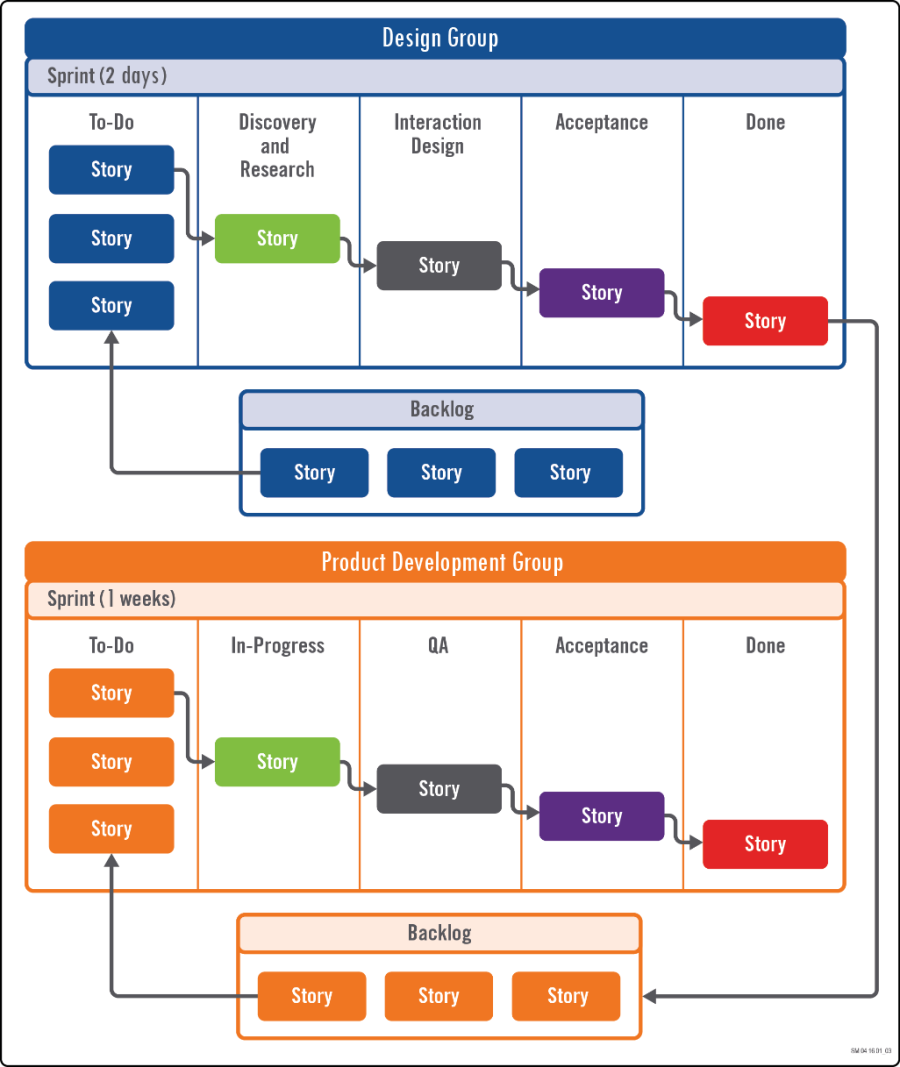 Design Group
Sprint (2 days)
To-Do
Discovery
and
Research
Interaction
Design
Acceptance
Done
Story
Story
Story
Story
Story
Story
Story
Backlog
Story
Story
Story
Product Development Group
Sprint (1 weeks)
To-Do
In-Progress
QA
Acceptance
Done
Story
Story
Story
Story
Story
Story
Story
Backlog
Story
Story
Story